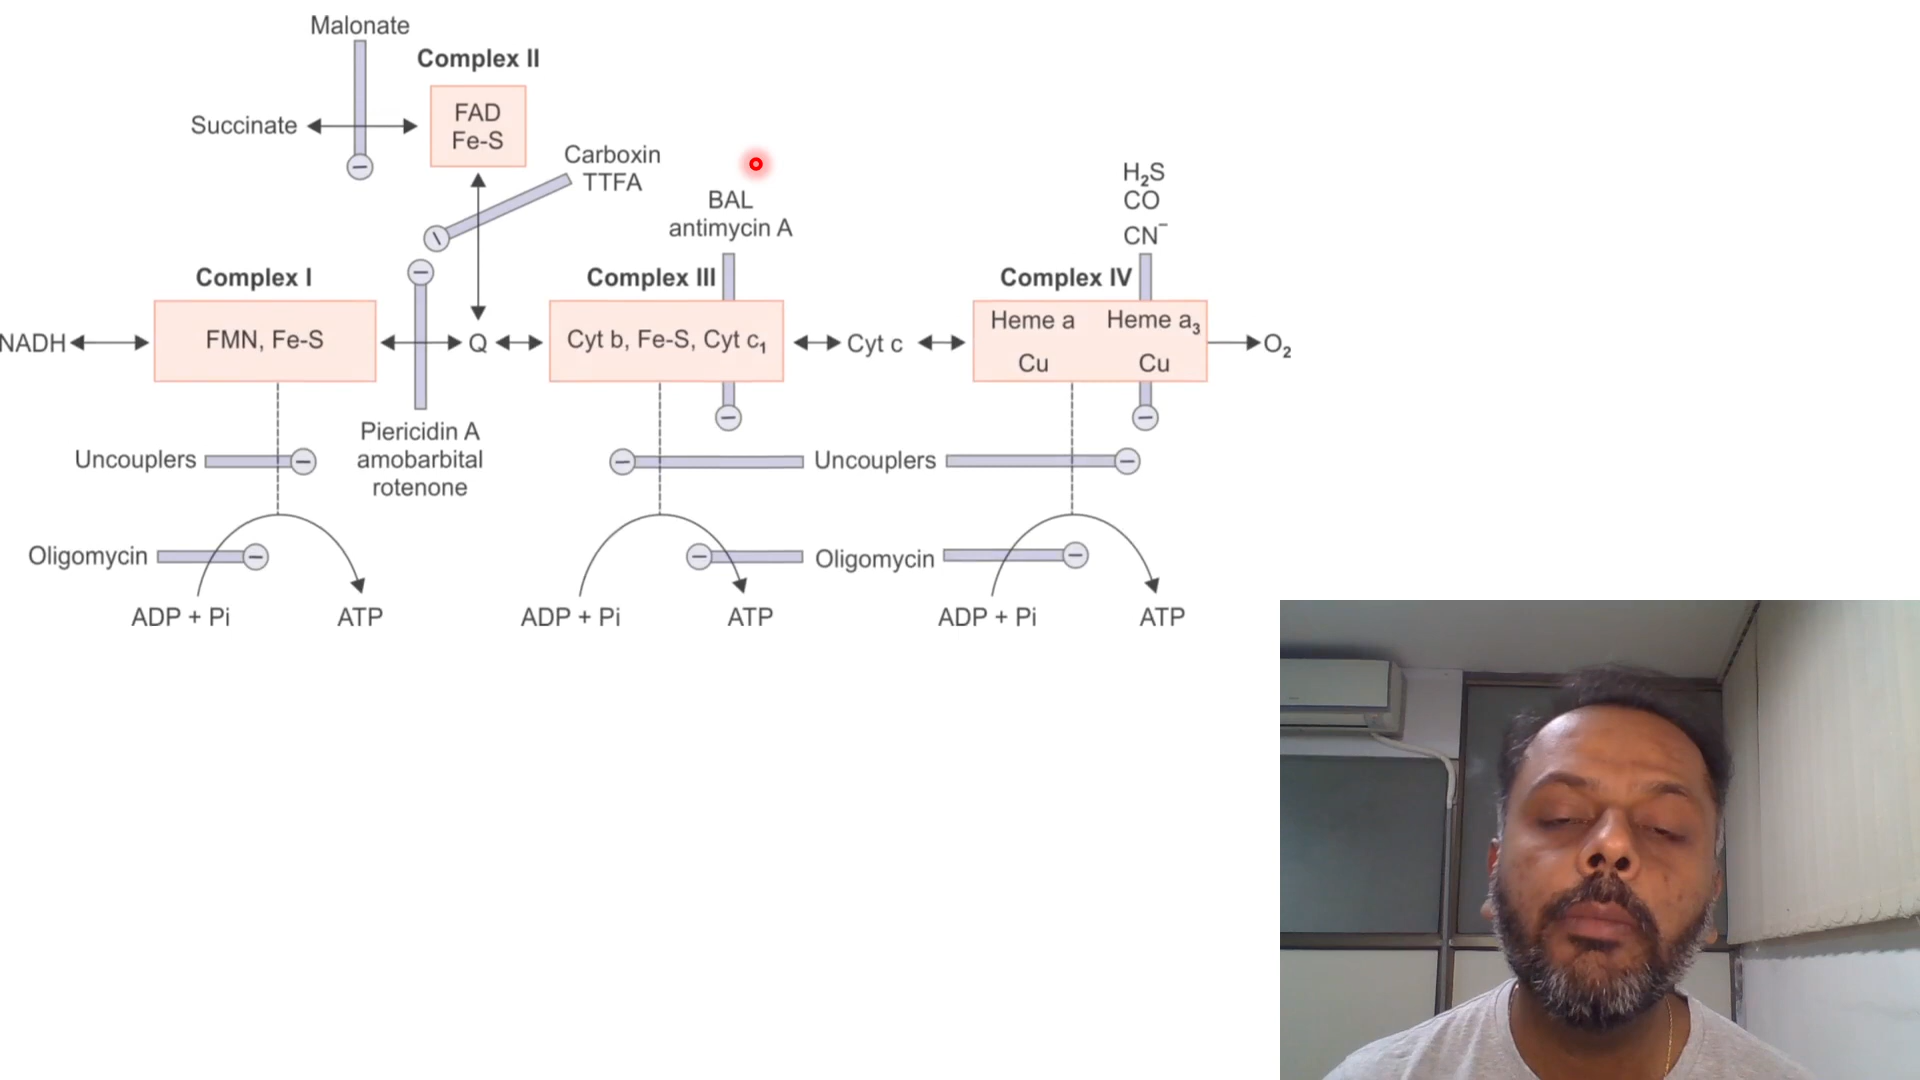 Malonate
Complex II
FAD
Fe-S
Succinate
Carboxin
TTFA
BAL
antimycin A
H₂S
CO
CN⁻
Complex I
Complex III
Complex IV
NADH
FMN, Fe-S
Q
Cyt b, Fe-S, Cyt c₁
Cyt c
Heme a
Heme a₃
Cu
Cu
O₂
Piericidin A
amobarbital
rotenone
Uncouplers
Uncouplers
Oligomycin
Oligomycin
ADP + Pi
ATP
ADP + Pi
ATP
ADP + Pi
ATP